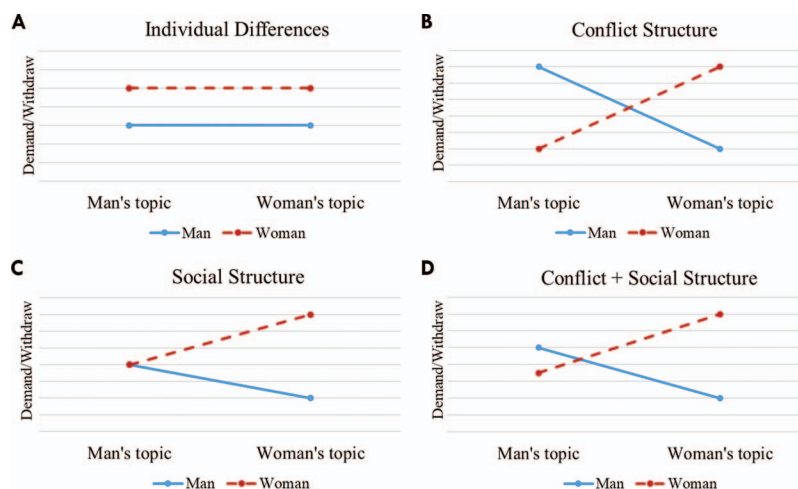 A
Individual Differences
Demand/Withdraw
Man's topic Woman's topic
Man Woman
B
Conflict Structure
Demand/Withdraw
Man's topic Woman's topic
Man Woman
C
Social Structure
Demand/Withdraw
Man's topic Woman's topic
Man Woman
D
Conflict + Social Structure
Demand/Withdraw
Man's topic Woman's topic
Man Woman